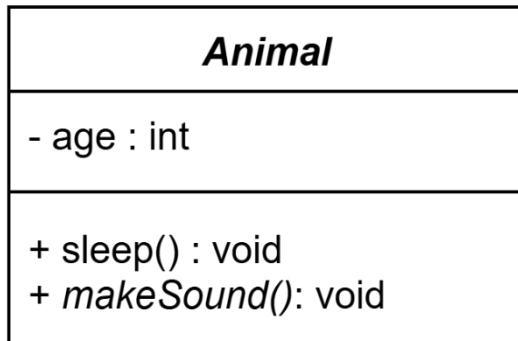 Animal
- age : int
+ sleep() : void
+ makeSound(): void